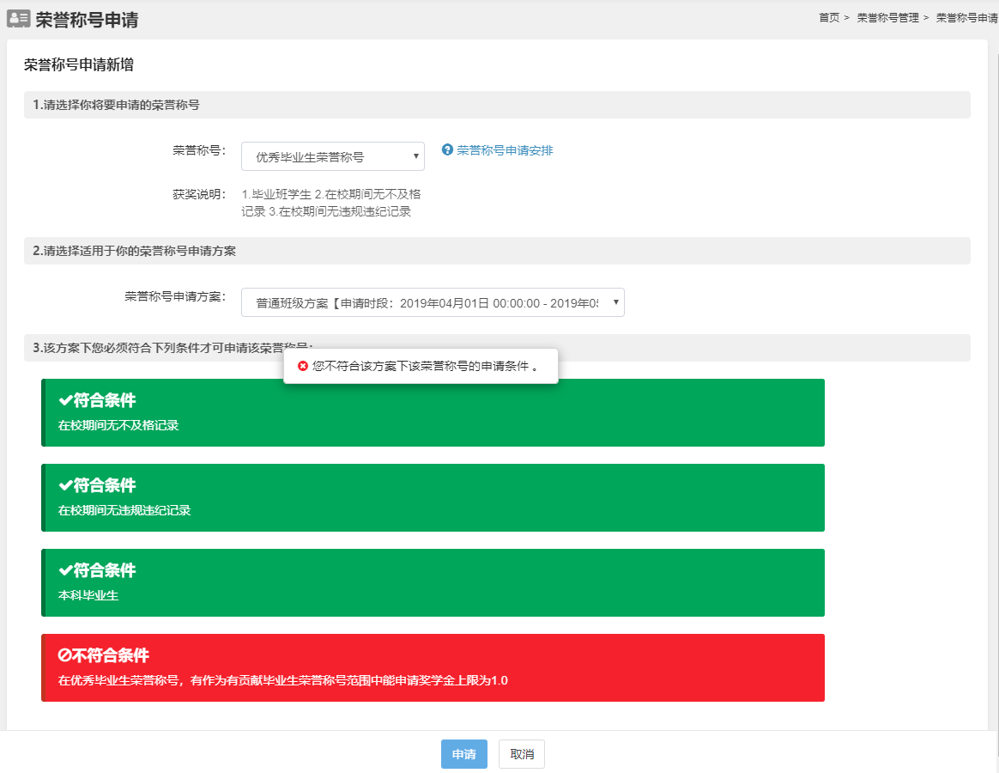 荣誉称号申请
首页 > 荣誉称号管理 > 荣誉称号申请
荣誉称号申请新增
1.请选择你将要申请的荣誉称号
荣誉称号： 优秀毕业生荣誉称号 荣誉称号申请安排
获奖说明： 1.毕业班学生 2.在校期间无不及格
记录 3.在校期间无违规违纪记录
2.请选择适用于你的荣誉称号申请方案
荣誉称号申请方案： 普通班级方案【申请时段：2019年04月01日 00:00:00 - 2019年05
3.该方案下您必须符合下列条件才可申请该荣誉称号：
您不符合该方案下该荣誉称号的申请条件 。
符合条件
在校期间无不及格记录
符合条件
在校期间无违规违纪记录
符合条件
本科毕业生
不符合条件
在优秀毕业生荣誉称号，有作为有贡献毕业生荣誉称号范围中能申请奖学金上限为1.0
申请 取消